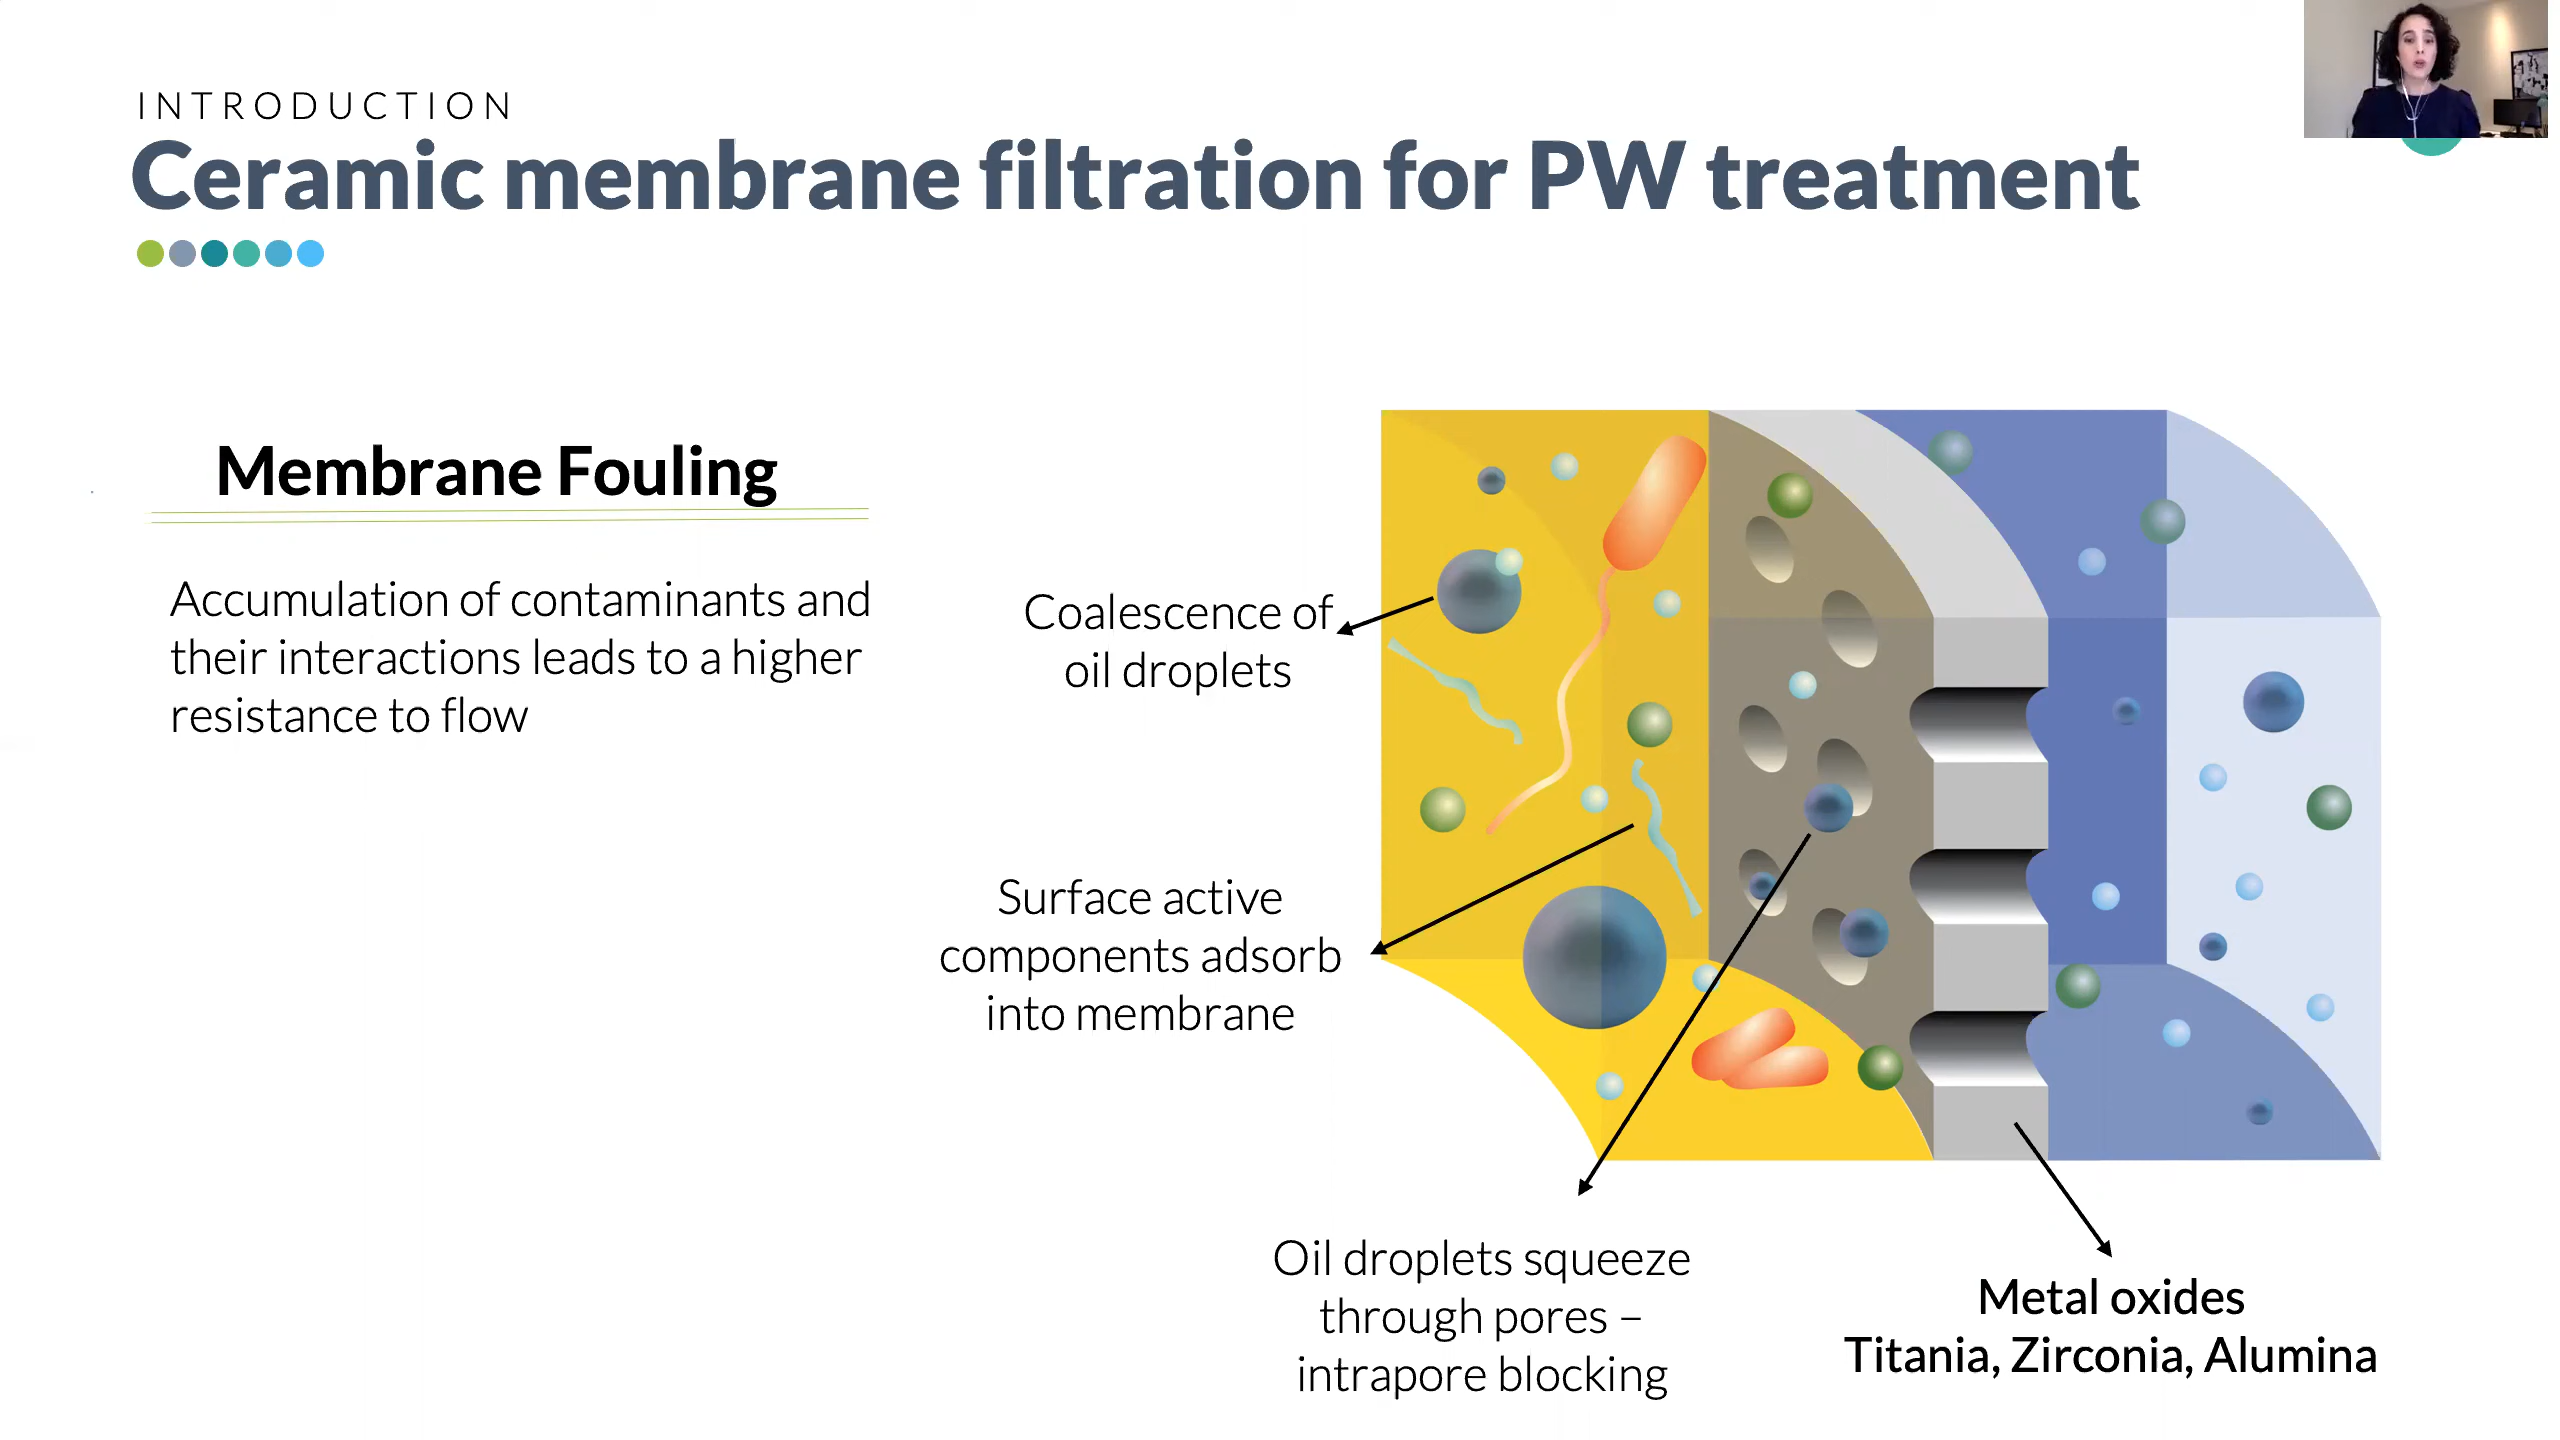 INTRODUCTION
Ceramic membrane filtration for PW treatment
Membrane Fouling
Accumulation of contaminants and
their interactions leads to a higher
resistance to flow
Coalescence of
oil droplets
Surface active
components adsorb
into membrane
Oil droplets squeeze
through pores –
intrapore blocking
Metal oxides
Titania, Zirconia, Alumina